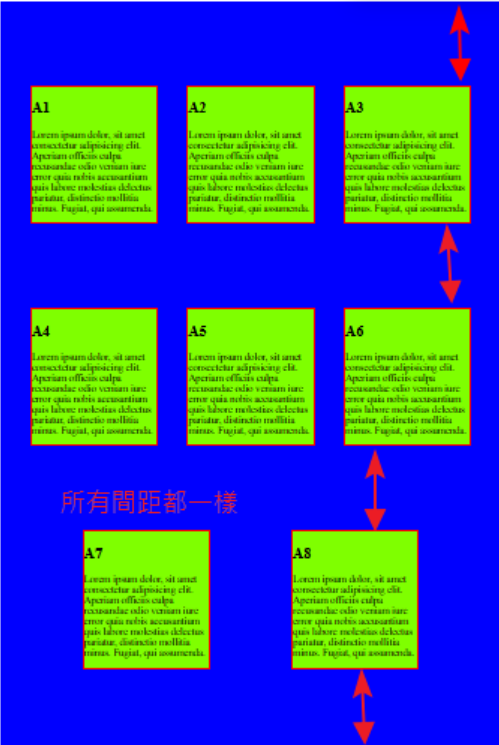 A1
Lorem ipsum dolor, sit amet
consectetur adipisicing elit.
Aperiam officiis culpa
recusandae odio veniam iure
error quia nobis accusantium
quis labore molestias delectus
pariatur, distinctio mollitia
minus. Fugiat, qui assumenda.
A2
Lorem ipsum dolor, sit amet
consectetur adipisicing elit.
Aperiam officiis culpa
recusandae odio veniam iure
error quia nobis accusantium
quis labore molestias delectus
pariatur, distinctio mollitia
minus. Fugiat, qui assumenda.
A3
Lorem ipsum dolor, sit amet
consectetur adipisicing elit.
Aperiam officiis culpa
recusandae odio veniam iure
error quia nobis accusantium
quis labore molestias delectus
pariatur, distinctio mollitia
minus. Fugiat, qui assumenda.
A4
Lorem ipsum dolor, sit amet
consectetur adipisicing elit.
Aperiam officiis culpa
recusandae odio veniam iure
error quia nobis accusantium
quis labore molestias delectus
pariatur, distinctio mollitia
minus. Fugiat, qui assumenda.
A5
Lorem ipsum dolor, sit amet
consectetur adipisicing elit.
Aperiam officiis culpa
recusandae odio veniam iure
error quia nobis accusantium
quis labore molestias delectus
pariatur, distinctio mollitia
minus. Fugiat, qui assumenda.
A6
Lorem ipsum dolor, sit amet
consectetur adipisicing elit.
Aperiam officiis culpa
recusandae odio veniam iure
error quia nobis accusantium
quis labore molestias delectus
pariatur, distinctio mollitia
minus. Fugiat, qui assumenda.
所有間距都一樣
A7
Lorem ipsum dolor, sit amet
consectetur adipisicing elit.
Aperiam officiis culpa
recusandae odio veniam iure
error quia nobis accusantium
quis labore molestias delectus
pariatur, distinctio mollitia
minus. Fugiat, qui assumenda.
A8
Lorem ipsum dolor, sit amet
consectetur adipisicing elit.
Aperiam officiis culpa
recusandae odio veniam iure
error quia nobis accusantium
quis labore molestias delectus
pariatur, distinctio mollitia
minus. Fugiat, qui assumenda.